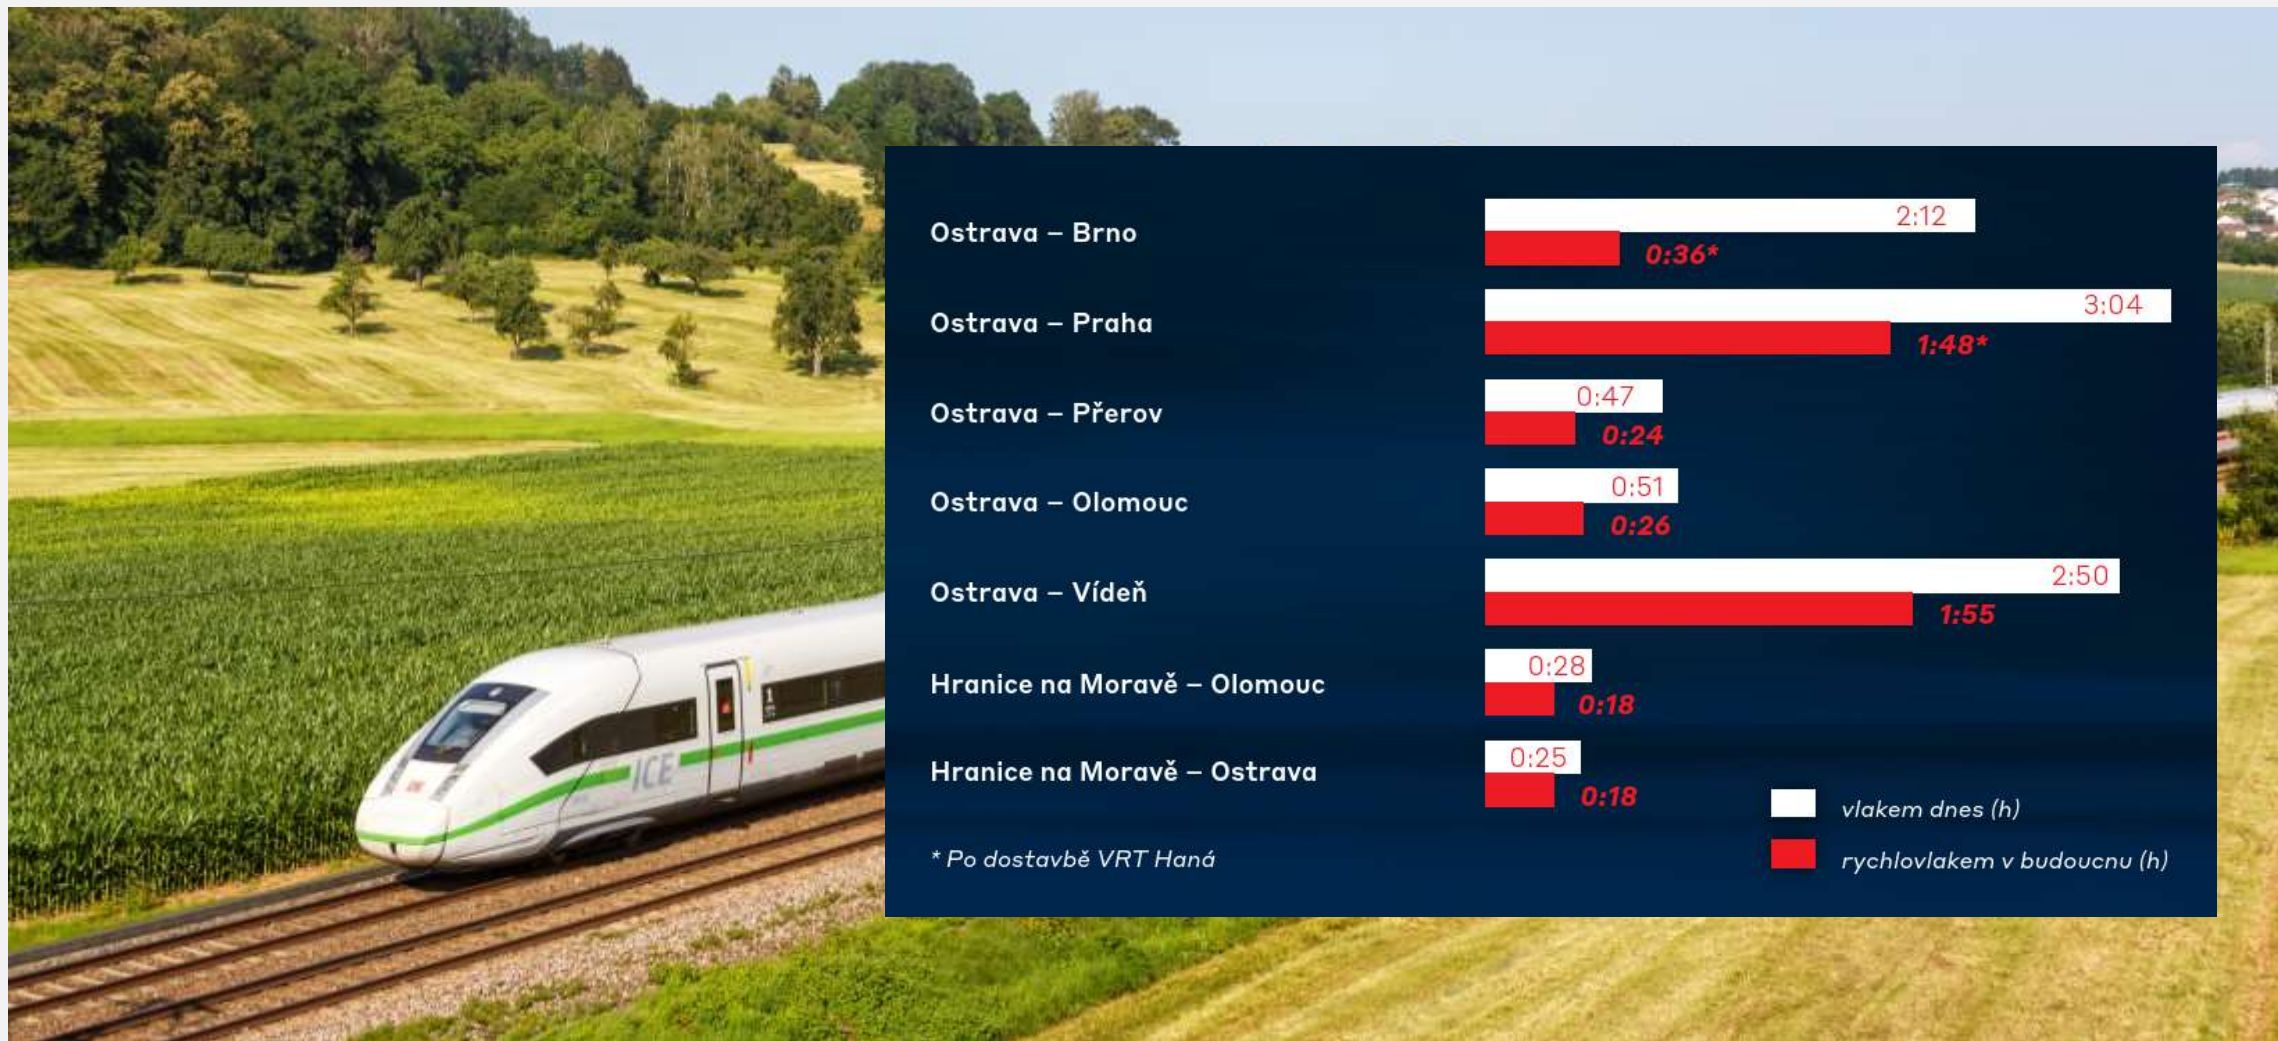 Ostrava – Brno
2:12
0:36*
Ostrava – Praha
3:04
1:48*
Ostrava – Přerov
0:47
0:24
Ostrava – Olomouc
0:51
0:26
Ostrava – Vídeň
2:50
1:55
Hranice na Moravě – Olomouc
0:28
0:18
Hranice na Moravě – Ostrava
0:25
0:18
vlakem dnes (h)
rychlovlakem v budoucnu (h)
* Po dostavbě VRT Haná
ICE
1